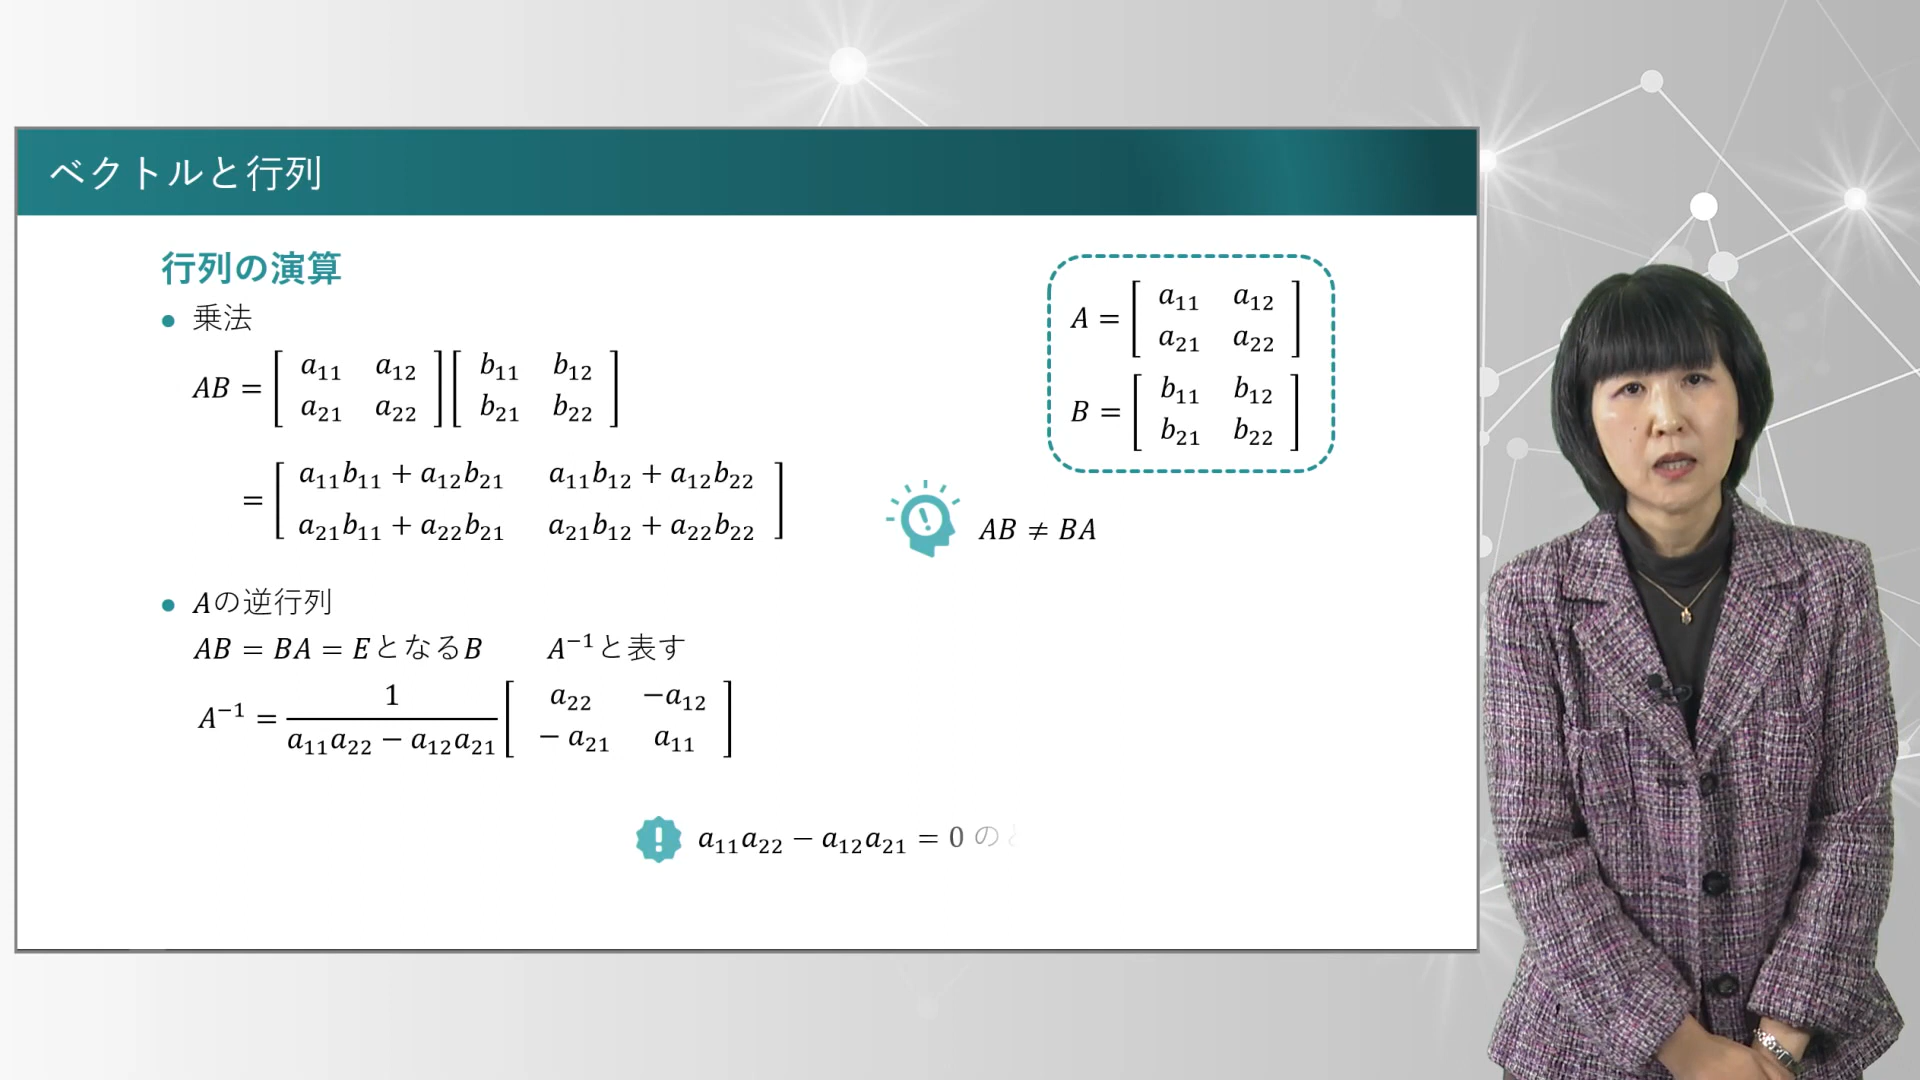 ベクトルと行列
行列の演算
• 乗法
AB = [ a₁₁ a₁₂ ] [ b₁₁ b₁₂ ]
[ a₂₁ a₂₂ ] [ b₂₁ b₂₂ ]
= [ a₁₁b₁₁ + a₁₂b₂₁ a₁₁b₁₂ + a₁₂b₂₂ ]
[ a₂₁b₁₁ + a₂₂b₂₁ a₂₁b₁₂ + a₂₂b₂₂ ]
A = [ a₁₁ a₁₂ ]
[ a₂₁ a₂₂ ]
B = [ b₁₁ b₁₂ ]
[ b₂₁ b₂₂ ]
AB ≠ BA
• Aの逆行列
AB = BA = EとなるB A⁻¹と表す
A⁻¹ = 1 / (a₁₁a₂₂ − a₁₂a₂₁) [ a₂₂ −a₁₂ ]
[ − a₂₁ a₁₁ ]
a₁₁a₂₂ − a₁₂a₂₁ = 0 の